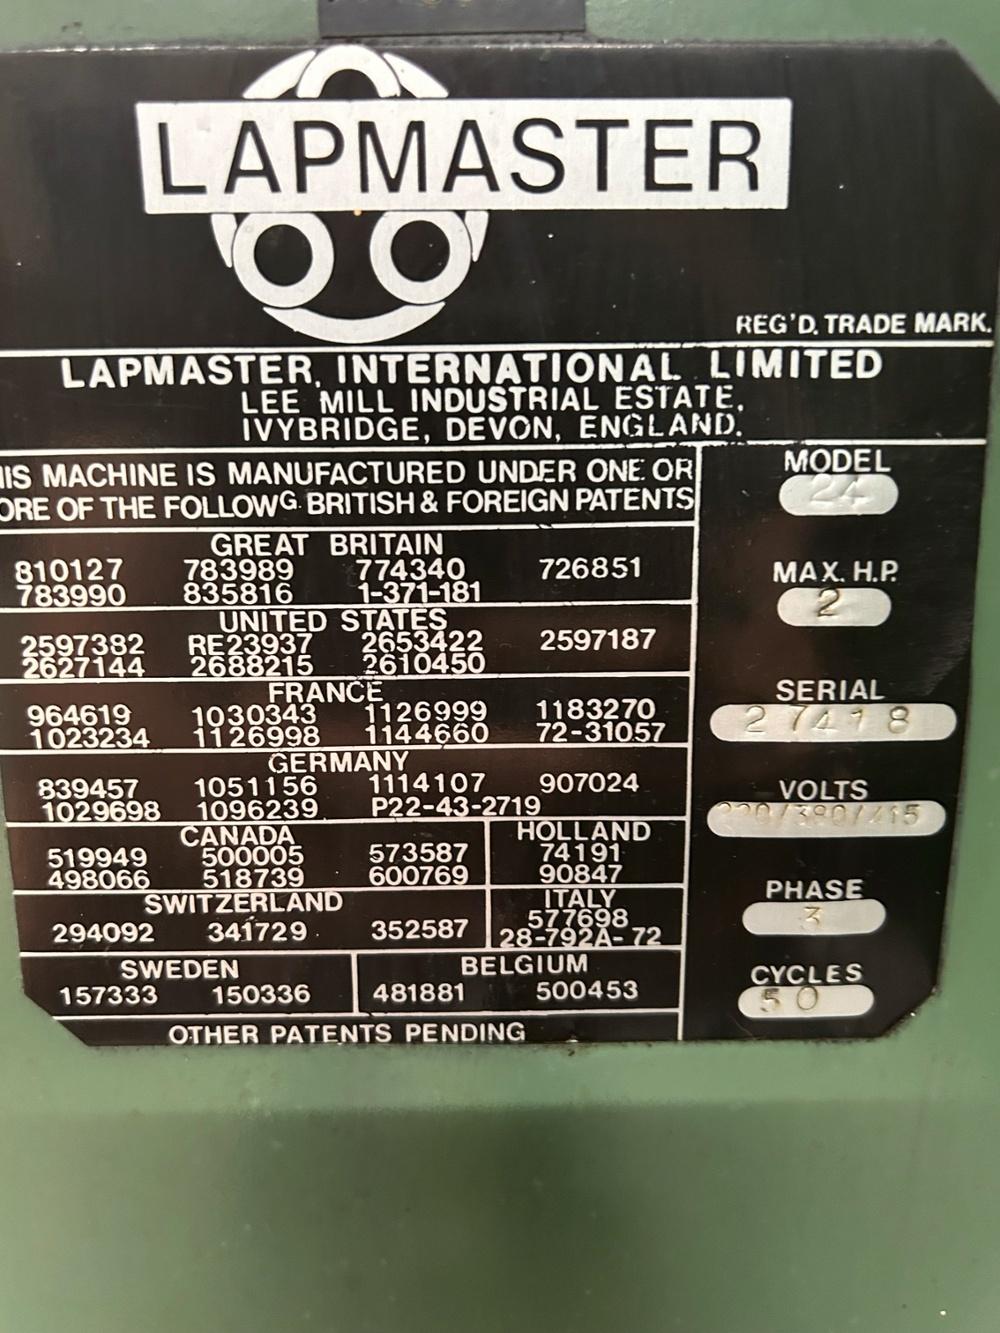 LAPMASTER
REG'D. TRADE MARK.
LAPMASTER, INTERNATIONAL LIMITED
LEE MILL INDUSTRIAL ESTATE,
IVYBRIDGE, DEVON, ENGLAND.
HIS MACHINE IS MANUFACTURED UNDER ONE OR
ORE OF THE FOLLOWG. BRITISH & FOREIGN PATENTS
GREAT BRITAIN
810127 783989 774340 726851
783990 835816 1-371-181
UNITED STATES
2597382 RE23937 2653422 2597187
2627144 2688215 2610450
FRANCE
964619 1030343 1126999 1183270
1023234 1126998 1144660 72-31057
GERMANY
839457 1051156 1114107 907024
1029698 1096239 P22-43-2719
CANADA
519949 500005 573587
498066 518739 600769
HOLLAND
74191
90847
SWITZERLAND
294092 341729 352587
ITALY
577698
28-792A-72
SWEDEN
157333 150336
BELGIUM
481881 500453
OTHER PATENTS PENDING
MODEL
24
MAX. H.P.
2
SERIAL
27418
VOLTS
220/380/415
PHASE
3
CYCLES
50